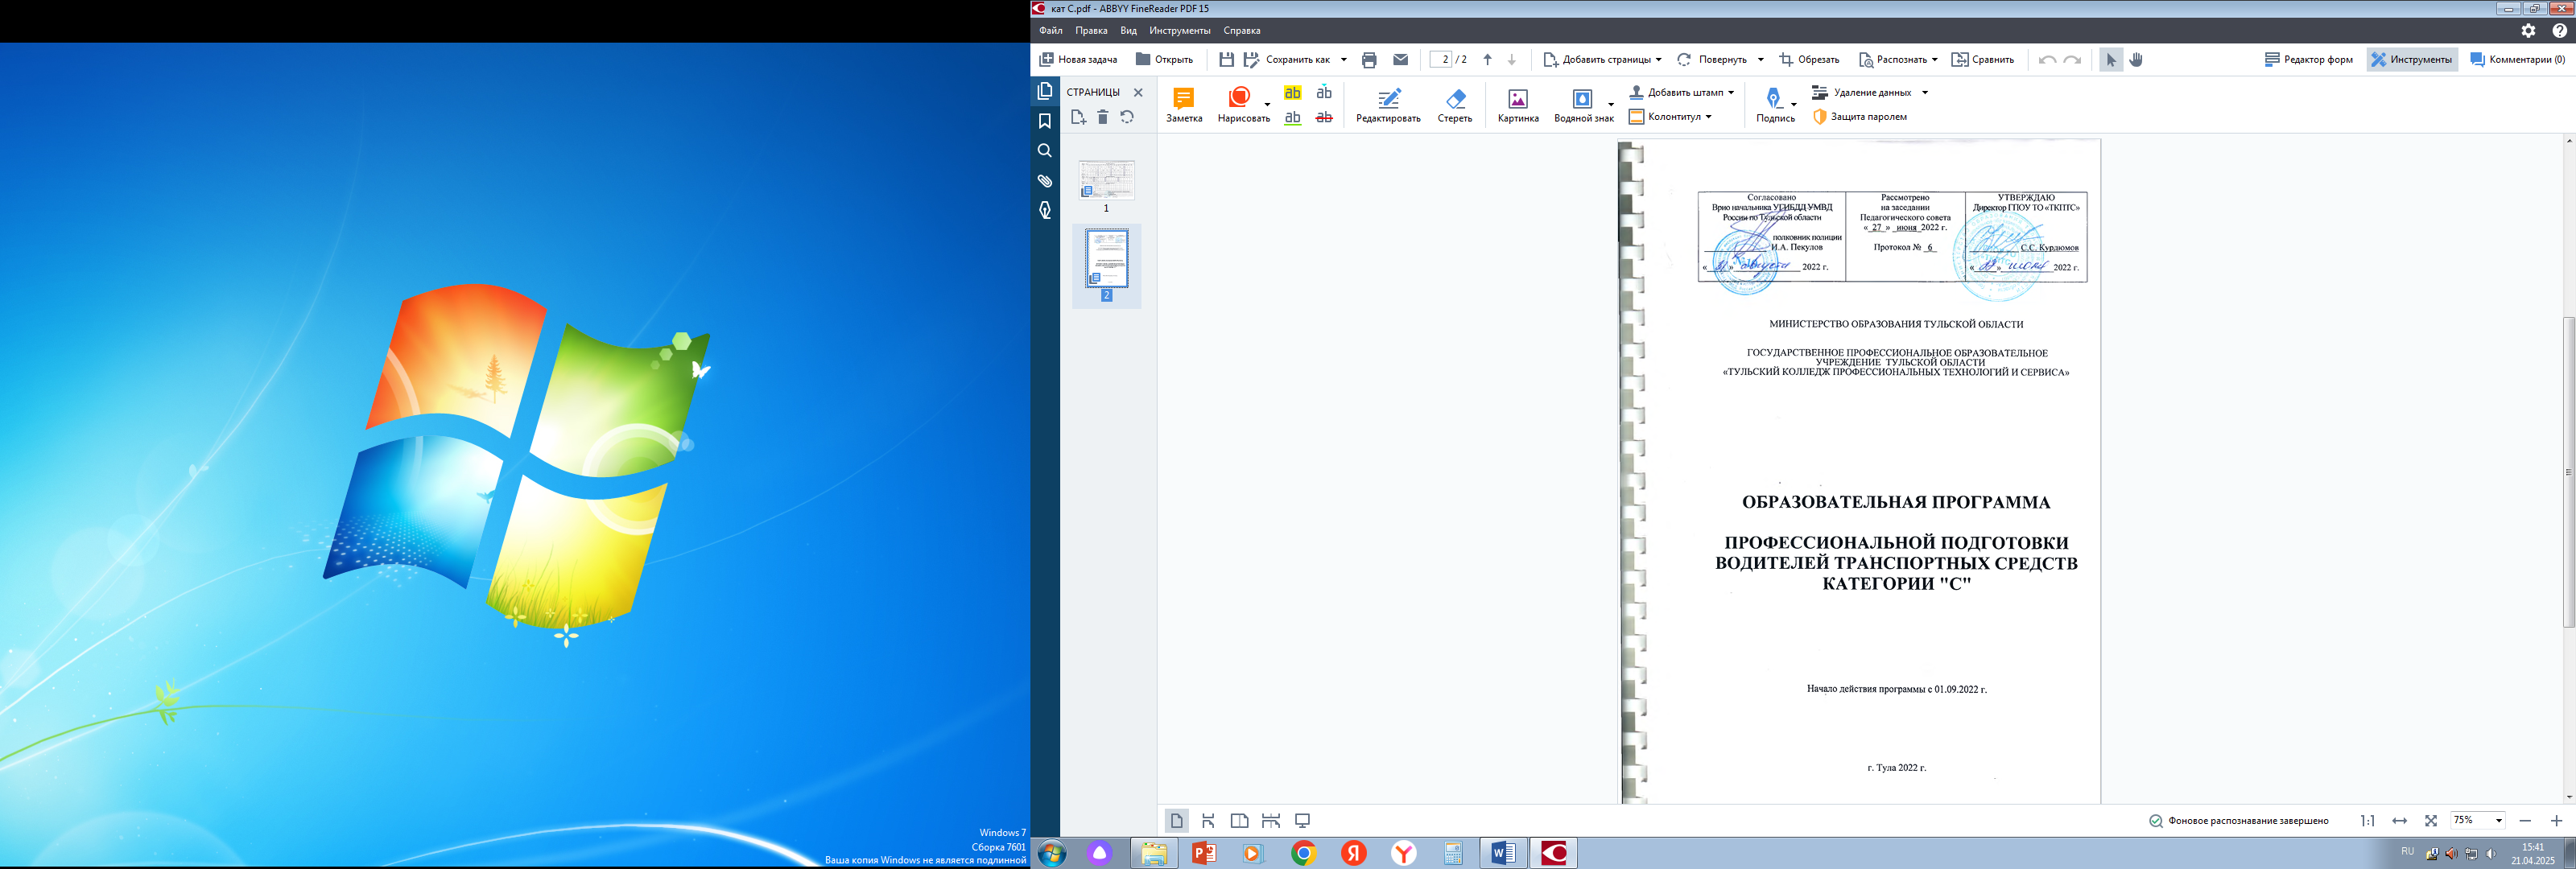 Windows 7
Сборка 7601
Ваша копия Windows не является подлинной
кат C.pdf - ABBYY FineReader PDF 15
Файл Правка Вид Инструменты Справка
Новая задача Открыть Сохранить как 2 / 2 Добавить страницы Повернуть Обрезать Распознать Сравнить Редактор форм Инструменты Комментарии (0)
СТРАНИЦЫ
Заметка Нарисовать Редактировать Стереть Картинка Водяной знак Добавить штамп Колонтитул Подпись Удаление данных Защита паролем
1
2
Согласовано
Врио начальника УГИБДД УМВД
России по Тульской области
полковник полиции
И.А. Пекулов
« 31 » августа 2022 г.
Рассмотрено
на заседании
Педагогического совета
« 27 » июня 2022 г.
Протокол № 6
УТВЕРЖДАЮ
Директор ГПОУ ТО «ТКПТС»
С.С. Курдюмов
2022 г.
МИНИСТЕРСТВО ОБРАЗОВАНИЯ ТУЛЬСКОЙ ОБЛАСТИ
ГОСУДАРСТВЕННОЕ ПРОФЕССИОНАЛЬНОЕ ОБРАЗОВАТЕЛЬНОЕ
УЧРЕЖДЕНИЕ ТУЛЬСКОЙ ОБЛАСТИ
«ТУЛЬСКИЙ КОЛЛЕДЖ ПРОФЕССИОНАЛЬНЫХ ТЕХНОЛОГИЙ И СЕРВИСА»
ОБРАЗОВАТЕЛЬНАЯ ПРОГРАММА
ПРОФЕССИОНАЛЬНОЙ ПОДГОТОВКИ
ВОДИТЕЛЕЙ ТРАНСПОРТНЫХ СРЕДСТВ
КАТЕГОРИИ "С"
Начало действия программы с 01.09.2022 г.
г. Тула 2022 г.
Фоновое распознавание завершено 1:1 75%
RU
15:41
21.04.2025